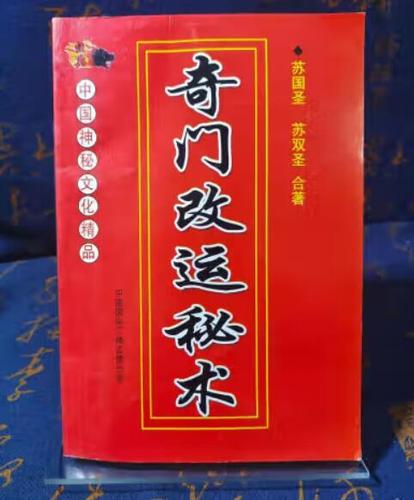 苏国圣 苏双圣 合著
奇门改运秘术
中国神秘文化精品